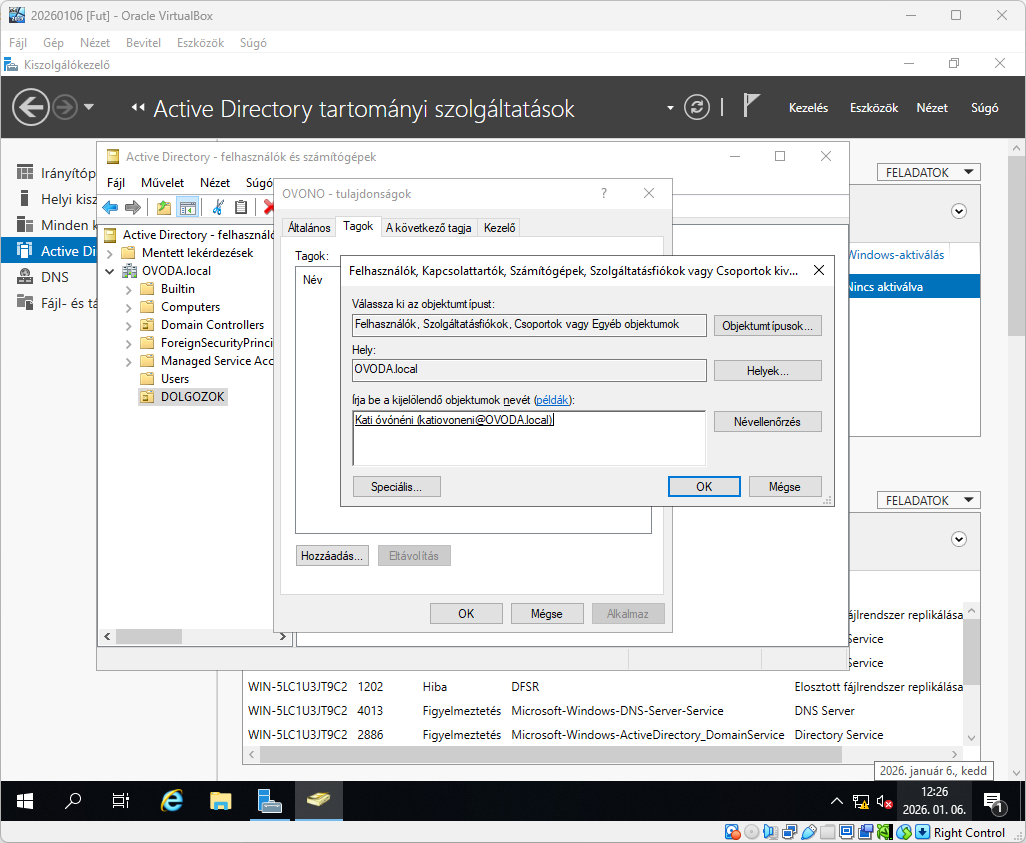 20260106 [Fut] - Oracle VirtualBox
Fájl Gép Nézet Bevitel Eszközök Súgó
Kiszolgálókezelő
Active Directory tartományi szolgáltatások
Kezelés Eszközök Nézet Súgó
Irányítóp
Helyi kisz
Minden k
Active Di
DNS
Fájl- és tá
Active Directory - felhasználók és számítógépek
Fájl Művelet Nézet Súgó
Active Directory - felhasználó
Mentett lekérdezések
OVODA.local
Builtin
Computers
Domain Controllers
ForeignSecurityPrinci
Managed Service Acc
Users
DOLGOZOK
OVONO - tulajdonságok
?
Általános Tagok A következő tagja Kezelő
Tagok:
Név
Hozzáadás... Eltávolítás
OK Mégse Alkalmaz
Felhasználók, Kapcsolattartók, Számítógépek, Szolgáltatásfiókok vagy Csoportok kiv...
Válassza ki az objektumtípust:
Felhasználók, Szolgáltatásfiókok, Csoportok vagy Egyéb objektumok
Objektumtípusok...
Hely:
OVODA.local
Helyek...
Írja be a kijelölendő objektumok nevét (példák):
Kati óvónéni (katiovoneni@OVODA.local)
Névellenőrzés
Speciális... OK Mégse
FELADATOK
Windows-aktiválás
Nincs aktiválva
FELADATOK
ájlrendszer replikálása
Service
Service
WIN-5LC1U3JT9C2 1202 Hiba DFSR Elosztott fájlrendszer replikálása
WIN-5LC1U3JT9C2 4013 Figyelmeztetés Microsoft-Windows-DNS-Server-Service DNS Server
WIN-5LC1U3JT9C2 2886 Figyelmeztetés Microsoft-Windows-ActiveDirectory_DomainService Directory Service
2026. január 6., kedd
12:26
2026. 01. 06.
1
Right Control